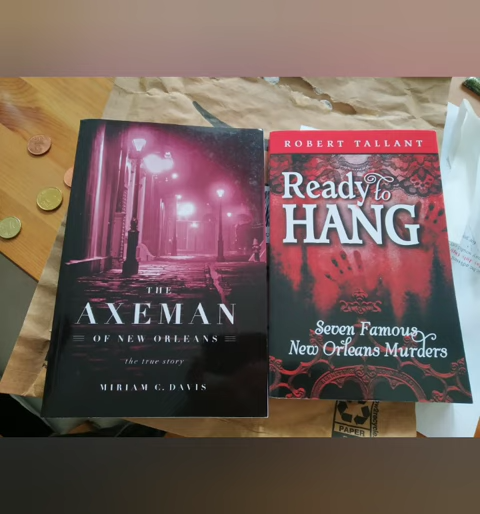 THE
AXEMAN
OF NEW ORLEANS
the true story
MIRIAM C. DAVIS
ROBERT TALLANT
Ready to
HANG
Seven Famous
New Orleans Murders
PAPER